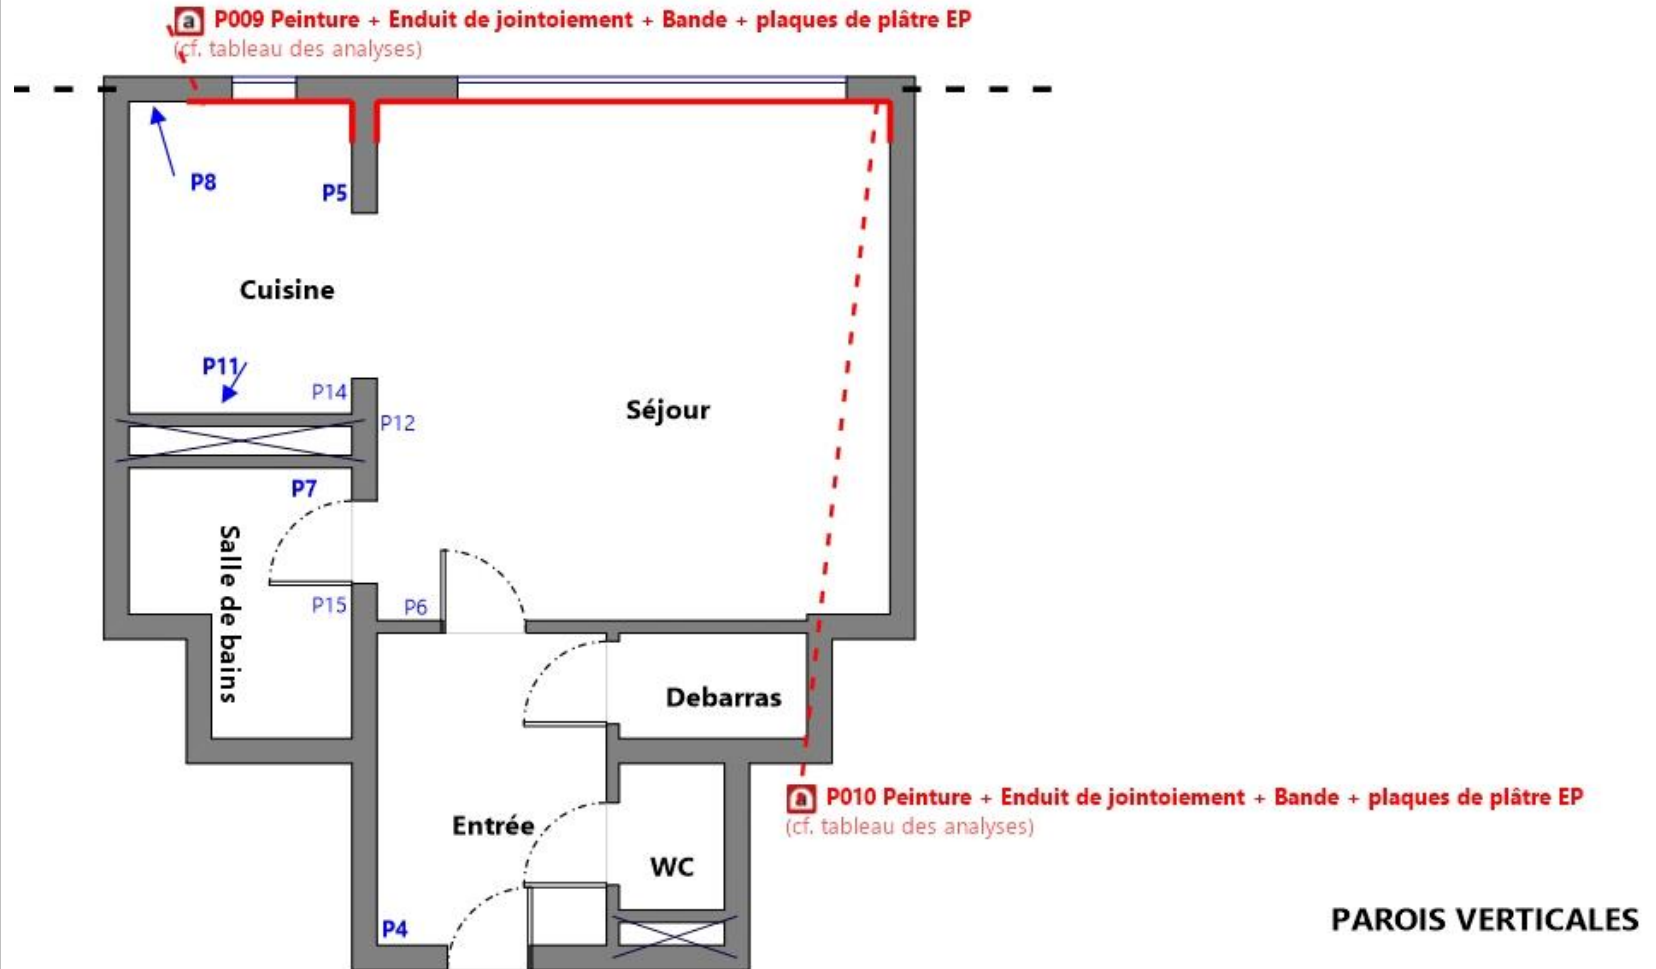 a P009 Peinture + Enduit de jointoiement + Bande + plaques de plâtre EP
(cf. tableau des analyses)
P8
P5
Cuisine
P11
P14
P12
Séjour
P7
Salle de bains
P15
P6
Debarras
a P010 Peinture + Enduit de jointoiement + Bande + plaques de plâtre EP
(cf. tableau des analyses)
Entrée
WC
P4
PAROIS VERTICALES